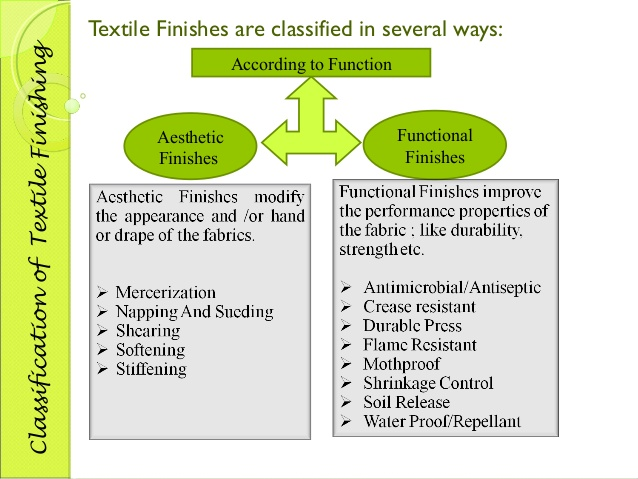 Classification of Textile Finishing
Textile Finishes are classified in several ways:
According to Function
Aesthetic
Finishes
Functional
Finishes
Aesthetic Finishes modify
the appearance and /or hand
or drape of the fabrics.
➢ Mercerization
➢ Napping And Sueding
➢ Shearing
➢ Softening
➢ Stiffening
Functional Finishes improve
the performance properties of
the fabric ; like durability,
strength etc.
➢ Antimicrobial/Antiseptic
➢ Crease resistant
➢ Durable Press
➢ Flame Resistant
➢ Mothproof
➢ Shrinkage Control
➢ Soil Release
➢ Water Proof/Repellant